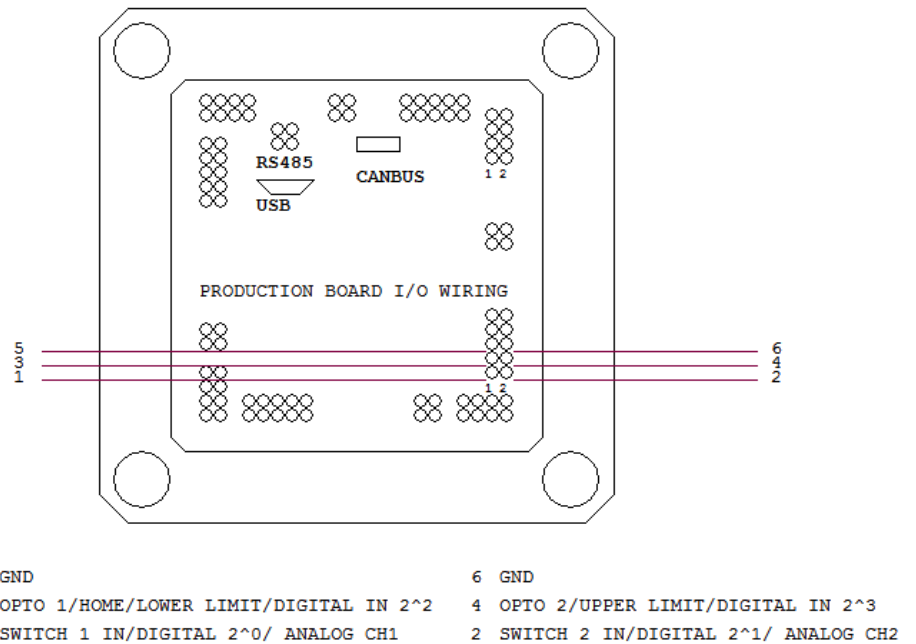 RS485
CANBUS
1 2
USB
PRODUCTION BOARD I/O WIRING
5 6
3 4
1 2
1 2
GND 6 GND
OPTO 1/HOME/LOWER LIMIT/DIGITAL IN 2^2 4 OPTO 2/UPPER LIMIT/DIGITAL IN 2^3
SWITCH 1 IN/DIGITAL 2^0/ ANALOG CH1 2 SWITCH 2 IN/DIGITAL 2^1/ ANALOG CH2